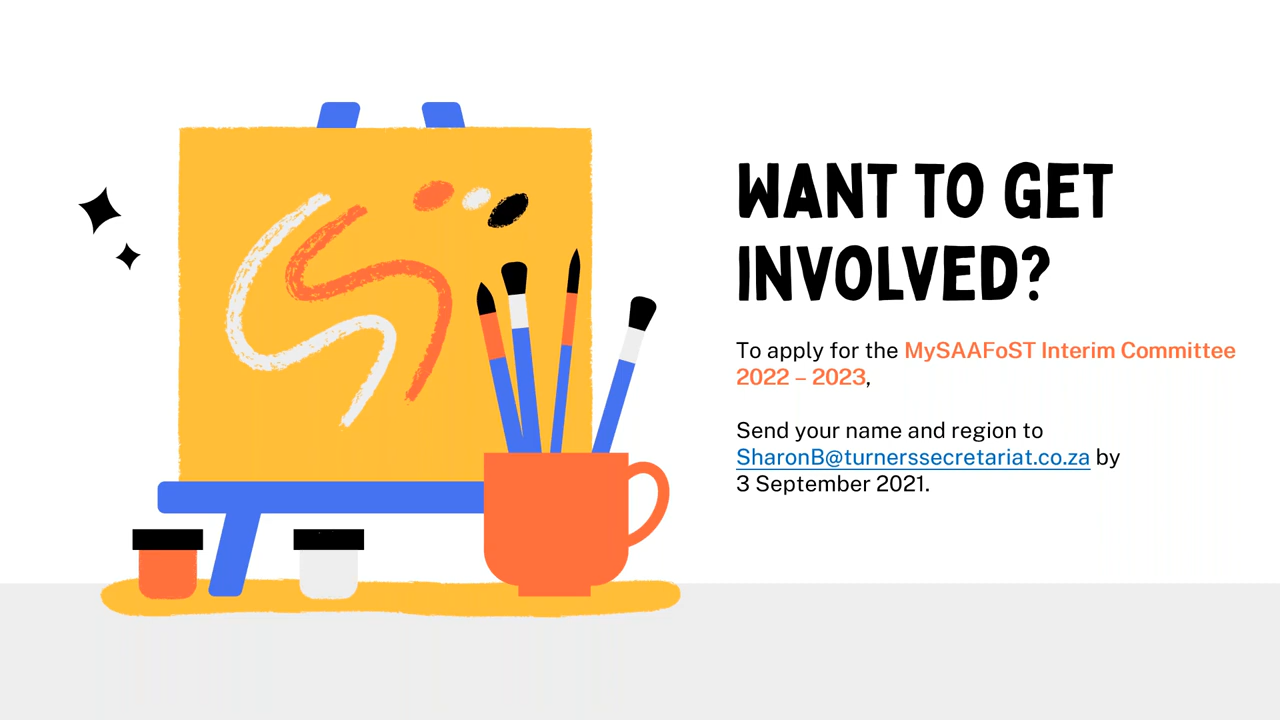 WANT TO GET
INVOLVED?
To apply for the MySAAFoST Interim Committee
2022 – 2023,
Send your name and region to
SharonB@turnerssecretariat.co.za by
3 September 2021.